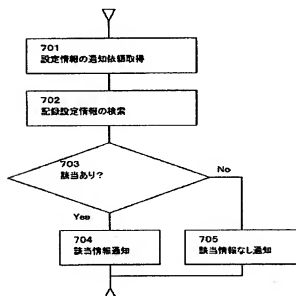 701
設定情報の通知依頼取得
702
記録設定情報の検索
703
該当あり?
No
Yes
704
該当情報通知
705
該当情報なし通知